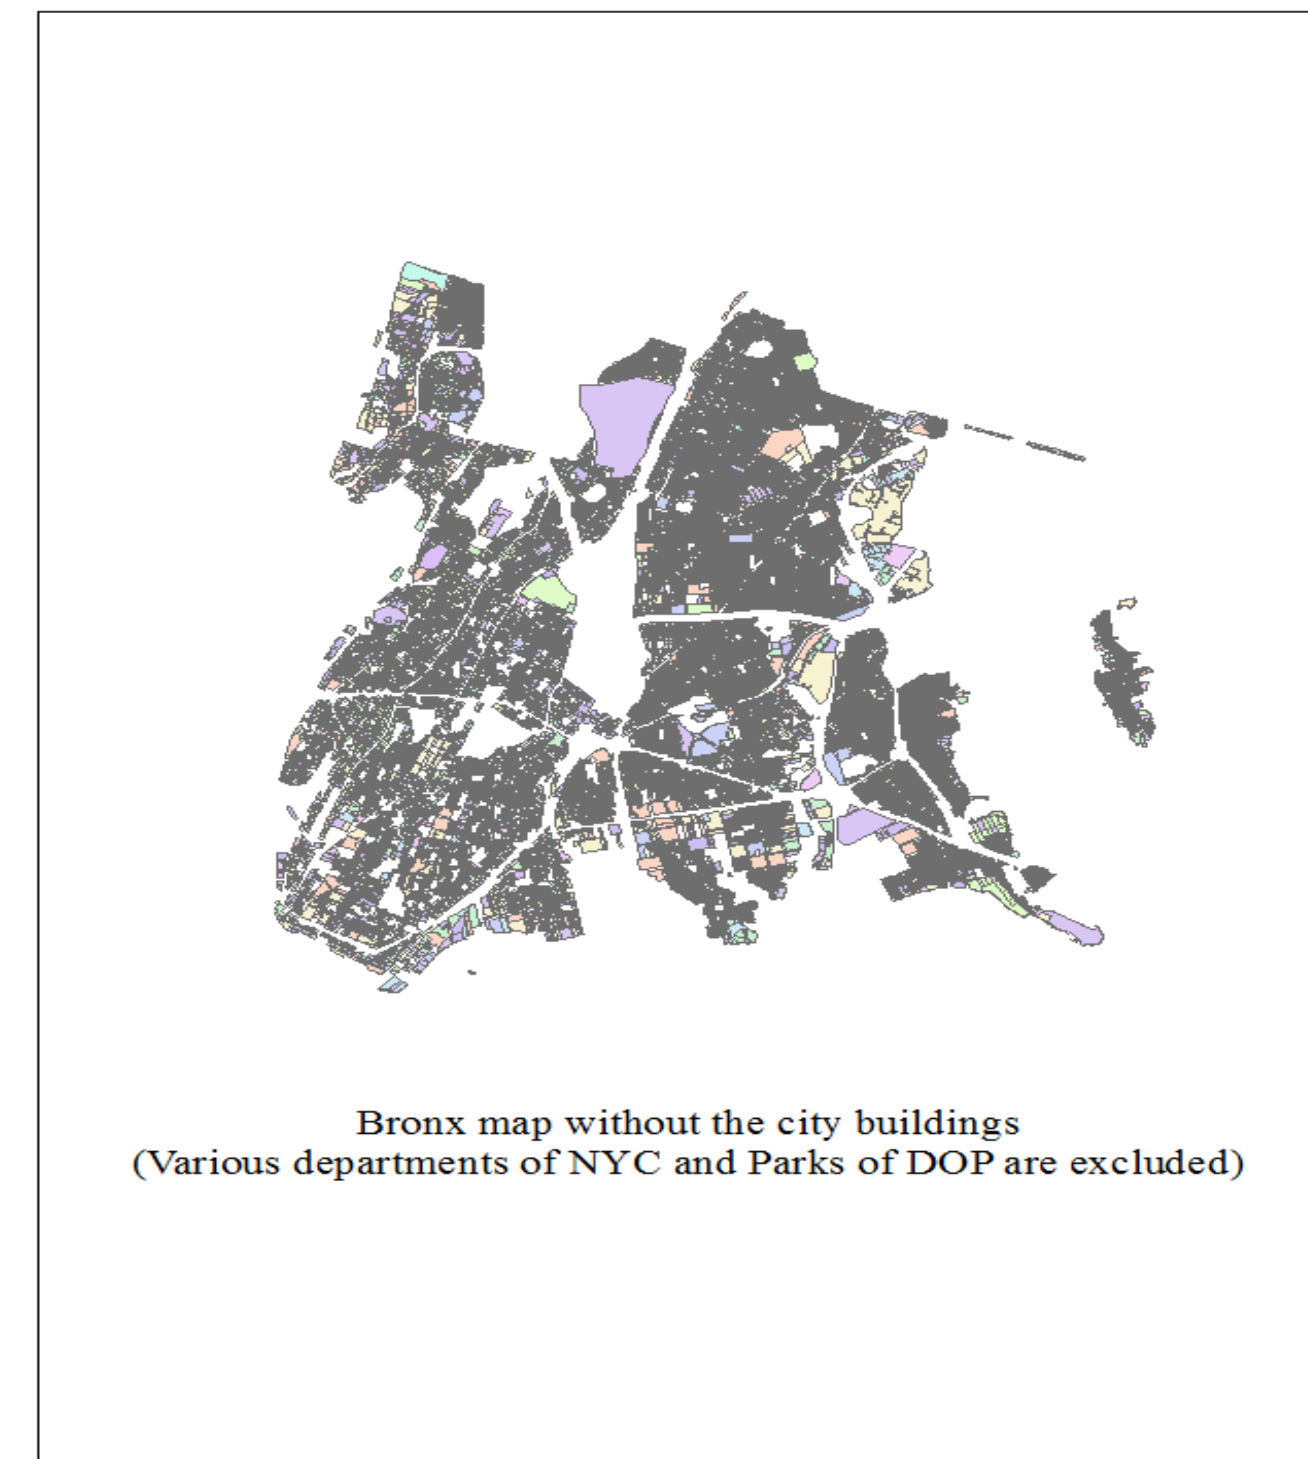 Bronx map without the city buildings
(Various departments of NYC and Parks of DOP are excluded)